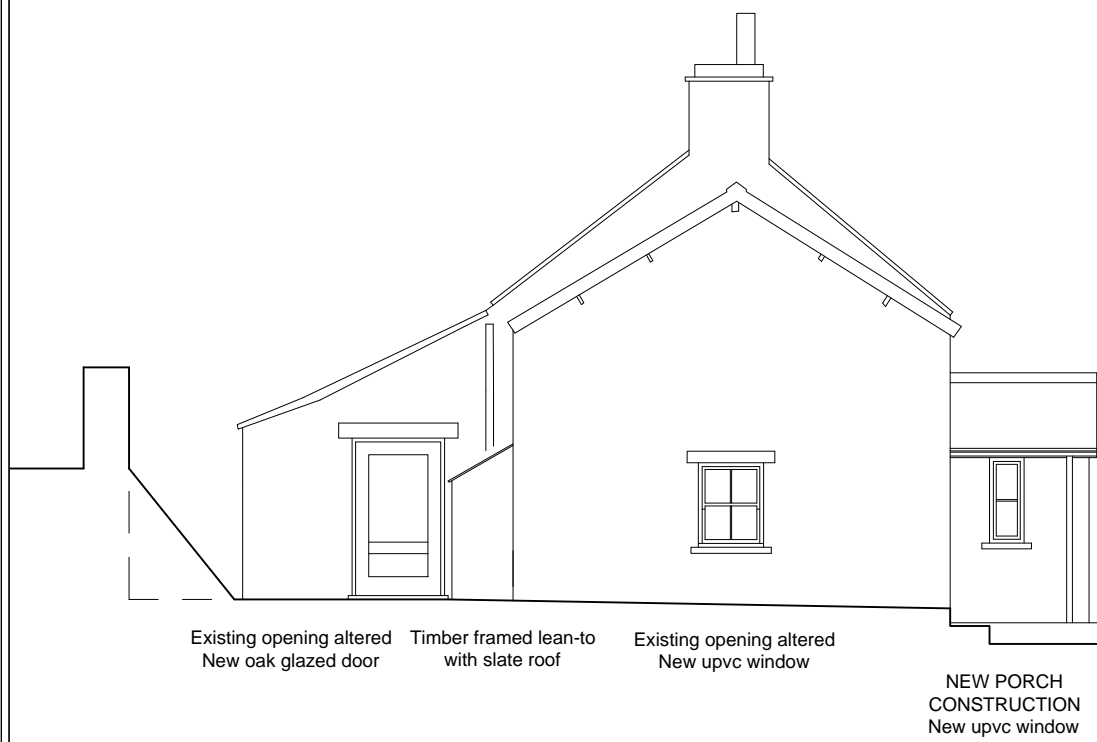 Existing opening altered
New oak glazed door
Timber framed lean-to
with slate roof
Existing opening altered
New upvc window
NEW PORCH
CONSTRUCTION
New upvc window